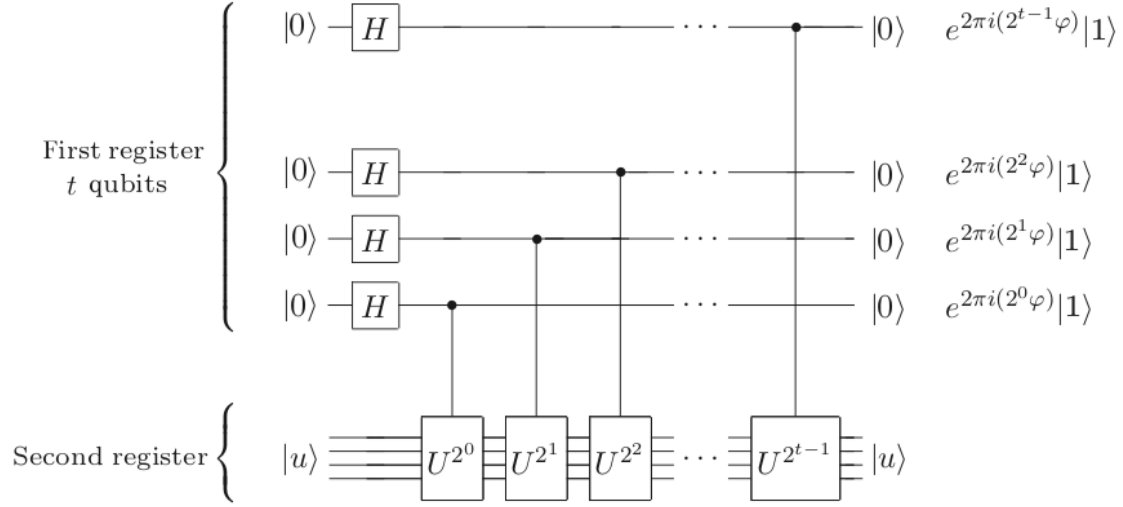 |0⟩ H ··· |0⟩ e^{2πi(2^{t−1}φ)}|1⟩
First register
t qubits
|0⟩ H ··· |0⟩ e^{2πi(2^2φ)}|1⟩
|0⟩ H ··· |0⟩ e^{2πi(2^1φ)}|1⟩
|0⟩ H ··· |0⟩ e^{2πi(2^0φ)}|1⟩
Second register |u⟩ U^{2^0} U^{2^1} U^{2^2} ··· U^{2^{t−1}} |u⟩